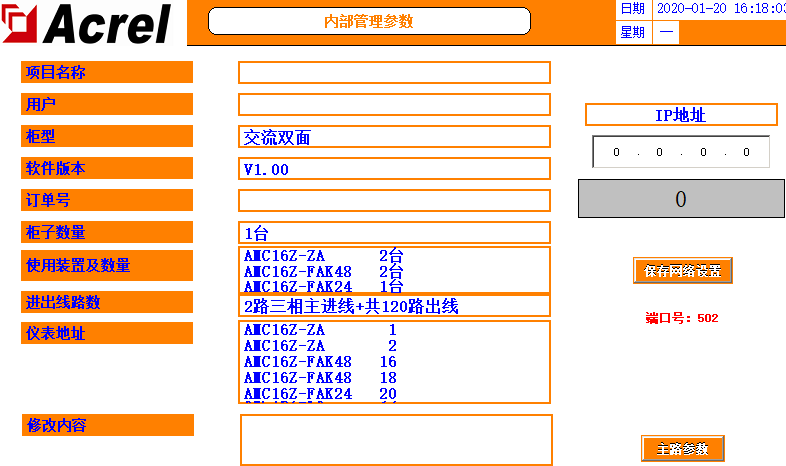 Acrel
内部管理参数
日期 2020-01-20 16:18:03
星期 一
项目名称
用户
柜型 交流双面
软件版本 V1.00
订单号
柜子数量 1台
使用装置及数量
AMC16Z-ZA 2台
AMC16Z-FAK48 2台
AMC16Z-FAK24 1台
进出线路数 2路三相主进线+共120路出线
仪表地址
AMC16Z-ZA 1
AMC16Z-ZA 2
AMC16Z-FAK48 16
AMC16Z-FAK48 18
AMC16Z-FAK24 20
修改内容
IP地址
0 . 0 . 0 . 0
0
保存网络设置
端口号: 502
主路参数